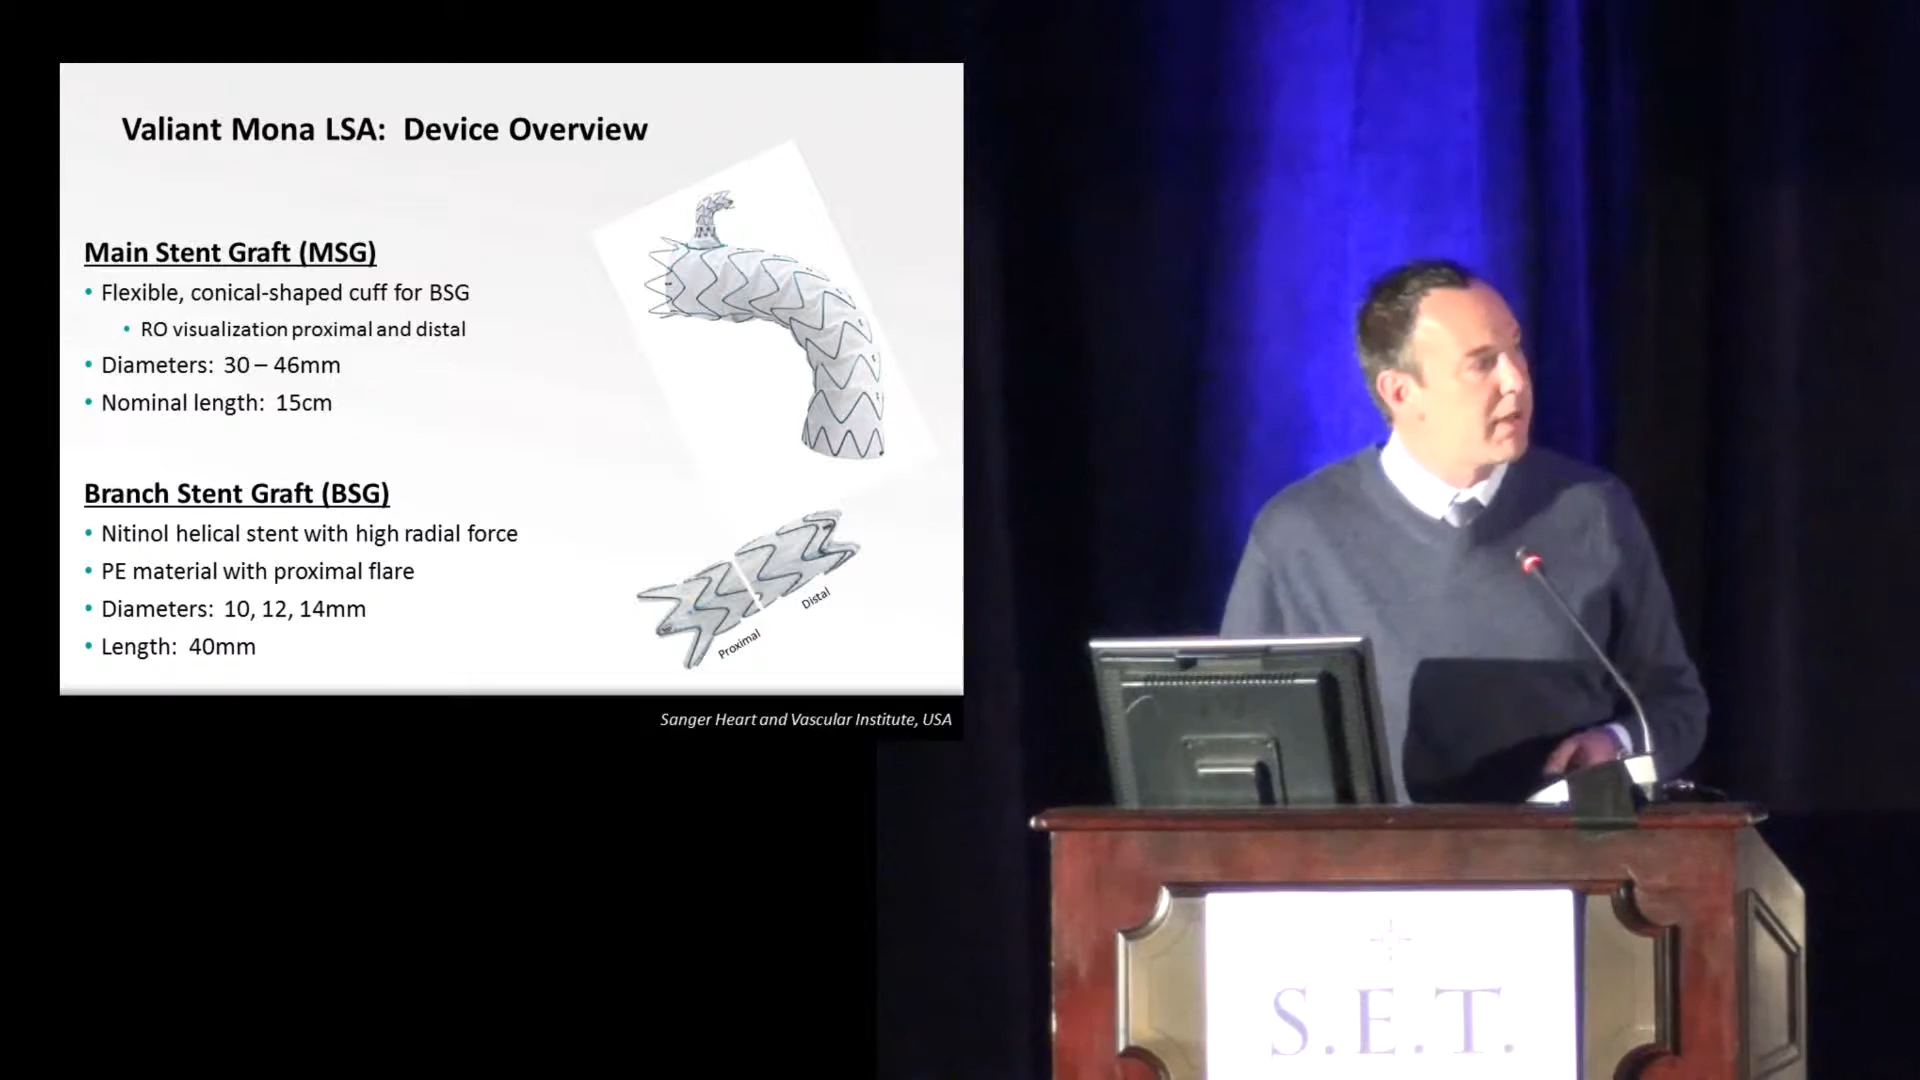 Valiant Mona LSA: Device Overview
Main Stent Graft (MSG)
• Flexible, conical-shaped cuff for BSG
• RO visualization proximal and distal
• Diameters: 30 – 46mm
• Nominal length: 15cm
Branch Stent Graft (BSG)
• Nitinol helical stent with high radial force
• PE material with proximal flare
• Diameters: 10, 12, 14mm
• Length: 40mm
Proximal
Distal
Sanger Heart and Vascular Institute, USA
S.E.T.